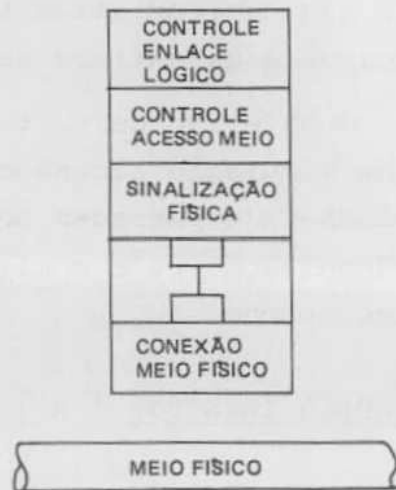 CONTROLE
ENLACE
LÓGICO
CONTROLE
ACESSO MEIO
SINALIZAÇÃO
FÍSICA
CONEXÃO
MEIO FÍSICO
MEIO FÍSICO